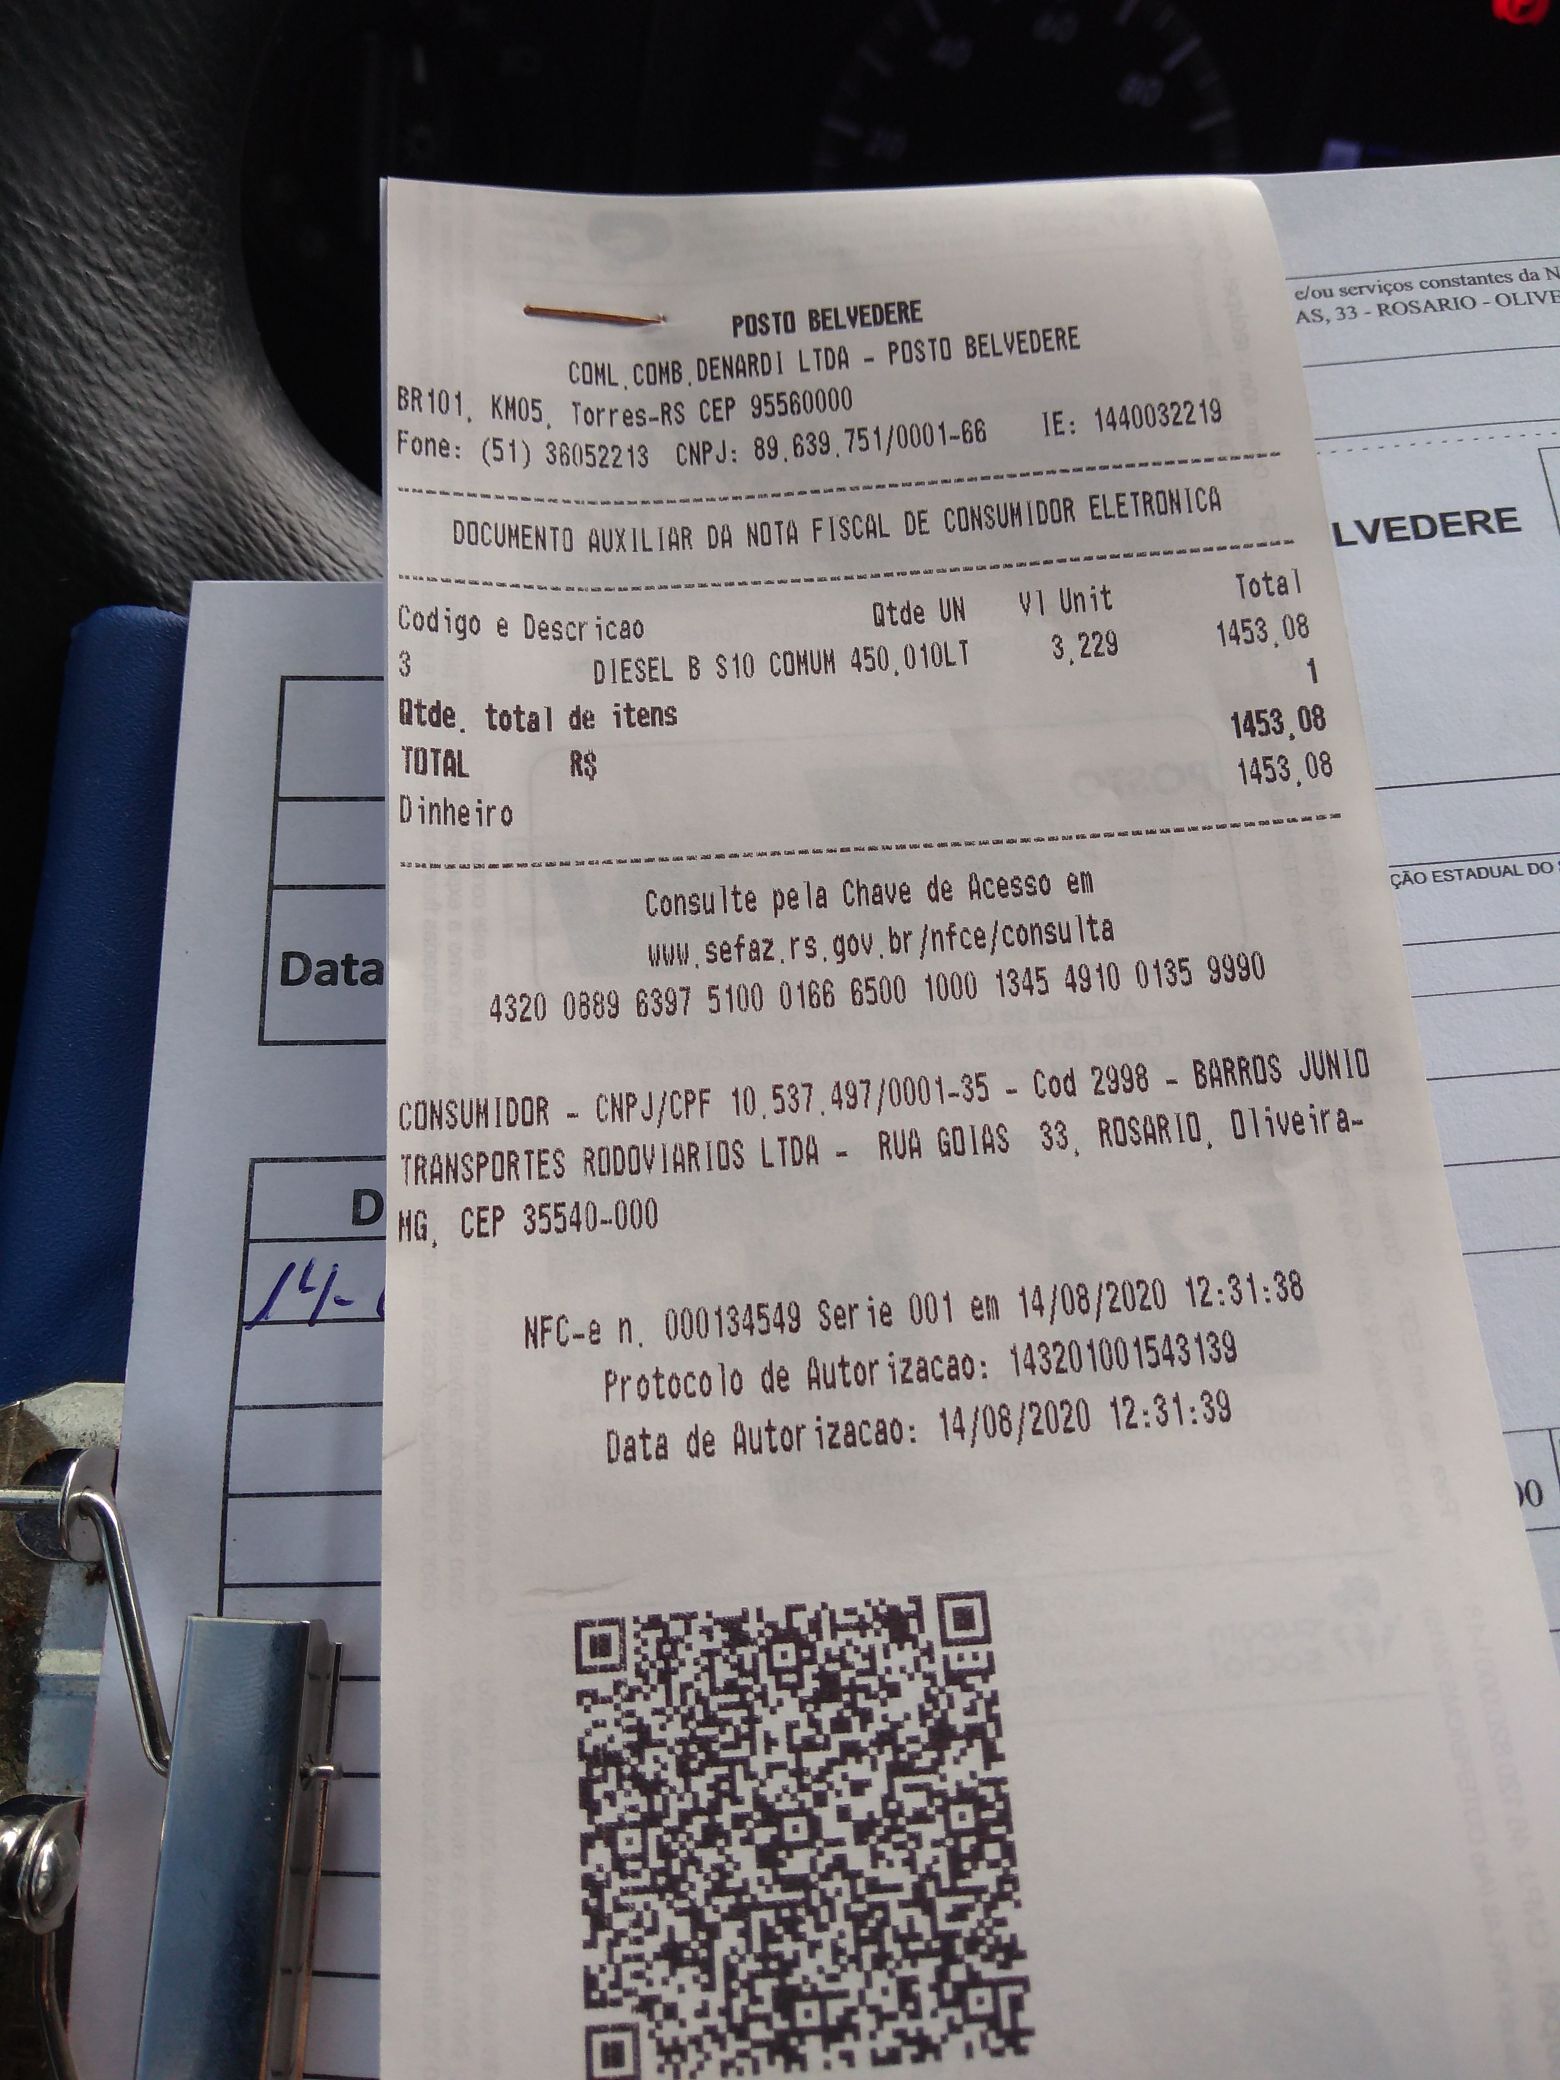 POSTO BELVEDERE
COML.COMB.DENARDI LTDA - POSTO BELVEDERE
BR101, KM05, Torres-RS CEP 95560000
Fone: (51) 36052213 CNPJ: 89.639.751/0001-66 IE: 1440032219
DOCUMENTO AUXILIAR DA NOTA FISCAL DE CONSUMIDOR ELETRONICA
Codigo e Descricao Qtde UN Vl Unit Total
3 DIESEL B S10 COMUM 450,010LT 3,229 1453,08
Qtde. total de itens 1
TOTAL R$ 1453,08
Dinheiro 1453,08
Consulte pela Chave de Acesso em
www.sefaz.rs.gov.br/nfce/consulta
4320 0889 6397 5100 0166 6500 1000 1345 4910 0135 9990
CONSUMIDOR - CNPJ/CPF 10.537.497/0001-35 - Cod 2998 - BARROS JUNIO
TRANSPORTES RODOVIARIOS LTDA - RUA GOIAS 33, ROSARIO, Oliveira-
MG, CEP 35540-000
NFC-e n. 000134549 Serie 001 em 14/08/2020 12:31:38
Protocolo de Autorizacao: 143201001543139
Data de Autorizacao: 14/08/2020 12:31:39
e/ou serviços constantes da N
AS, 33 - ROSARIO - OLIVE
LVEDERE
ÇÃO ESTADUAL DO
00
Data
D
14-
20
40
60
80